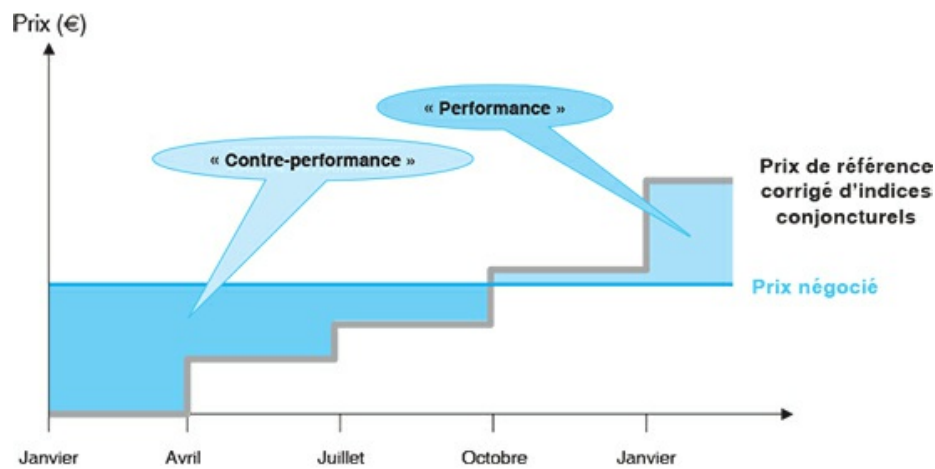 Prix (€)
« Performance »
« Contre-performance »
Prix de référence
corrigé d'indices
conjoncturels
Prix négocié
Janvier Avril Juillet Octobre Janvier